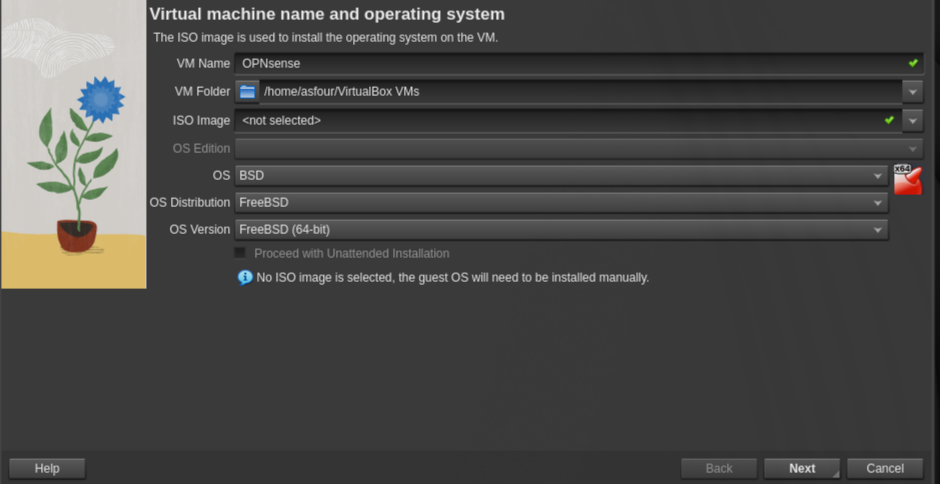 Virtual machine name and operating system
The ISO image is used to install the operating system on the VM.
VM Name OPNsense
VM Folder /home/asfour/VirtualBox VMs
ISO Image <not selected>
OS Edition
OS BSD
x64
OS Distribution FreeBSD
OS Version FreeBSD (64-bit)
Proceed with Unattended Installation
No ISO image is selected, the guest OS will need to be installed manually.
Help Back Next Cancel